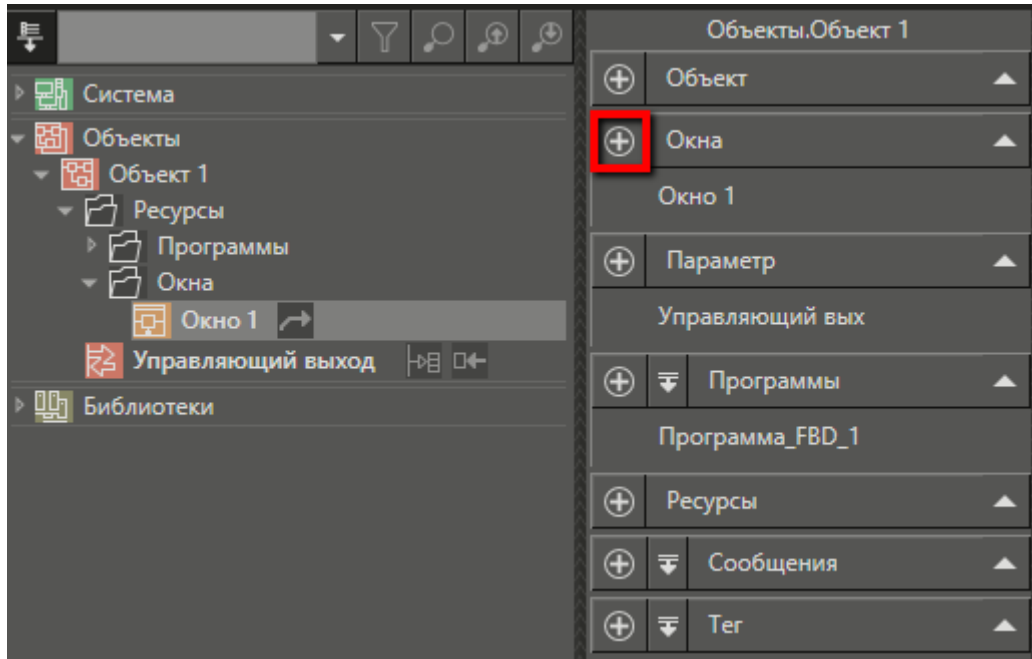 Система
Объекты
Объект 1
Ресурсы
Программы
Окна
Окно 1
Управляющий выход
Библиотеки
Объекты.Объект 1
Объект
Окна
Окно 1
Параметр
Управляющий вых
Программы
Программа_FBD_1
Ресурсы
Сообщения
Тег